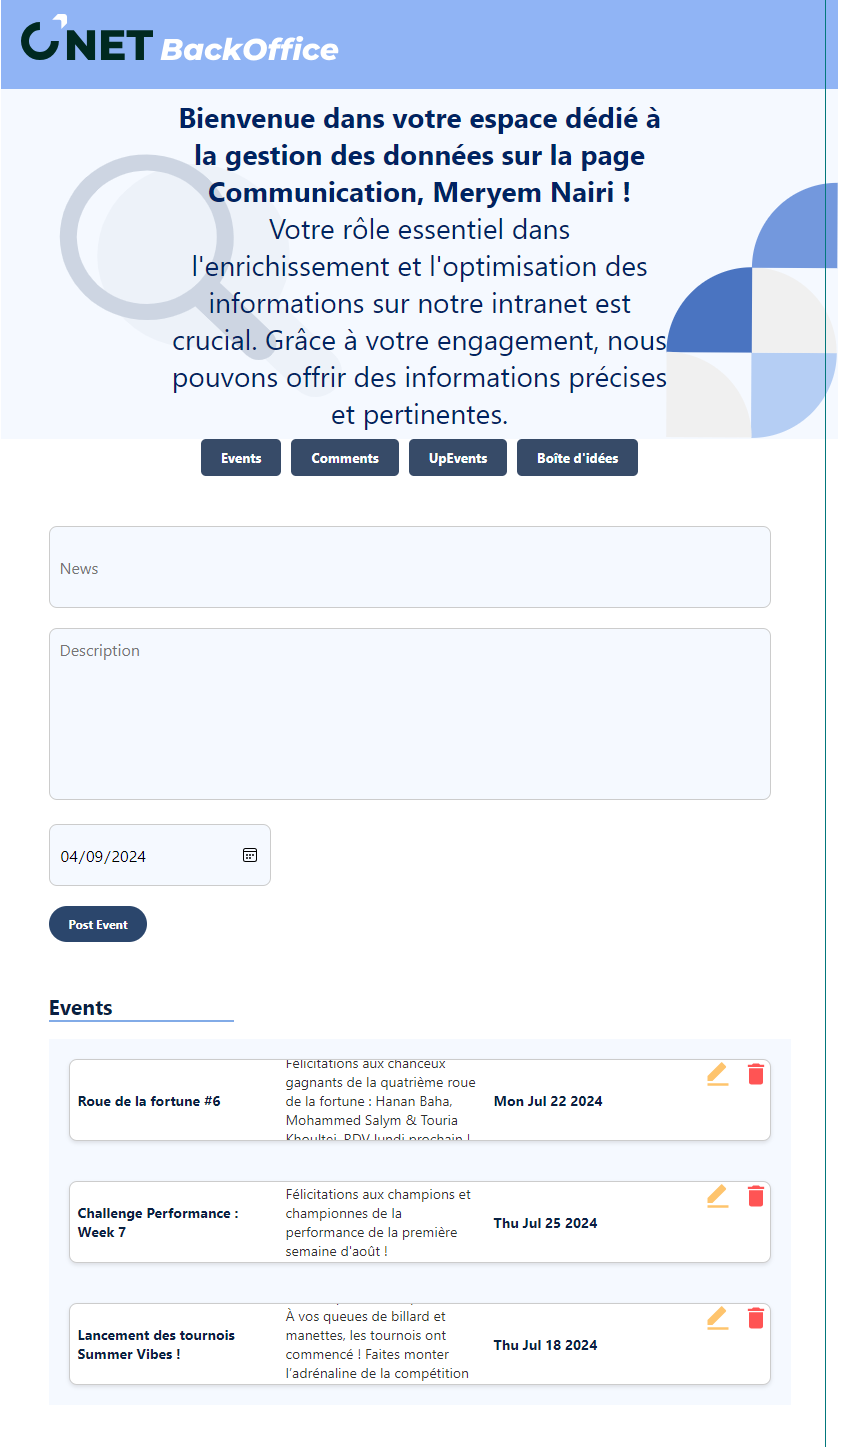 CNET BackOffice
Bienvenue dans votre espace dédié à
la gestion des données sur la page
Communication, Meryem Nairi !
Votre rôle essentiel dans
l'enrichissement et l'optimisation des
informations sur notre intranet est
crucial. Grâce à votre engagement, nous
pouvons offrir des informations précises
et pertinentes.
Events
Comments
UpEvents
Boîte d'idées
News
Description
04/09/2024
Post Event
Events
Roue de la fortune #6
Félicitations aux chanceux
gagnants de la quatrième roue
de la fortune : Hanan Baha,
Mohammed Salym & Touria
Khoultei. RDV lundi prochain !
Mon Jul 22 2024
Challenge Performance :
Week 7
Félicitations aux champions et
championnes de la
performance de la première
semaine d'août !
Thu Jul 25 2024
Lancement des tournois
Summer Vibes !
À vos queues de billard et
manettes, les tournois ont
commencé ! Faites monter
l'adrénaline de la compétition
Thu Jul 18 2024